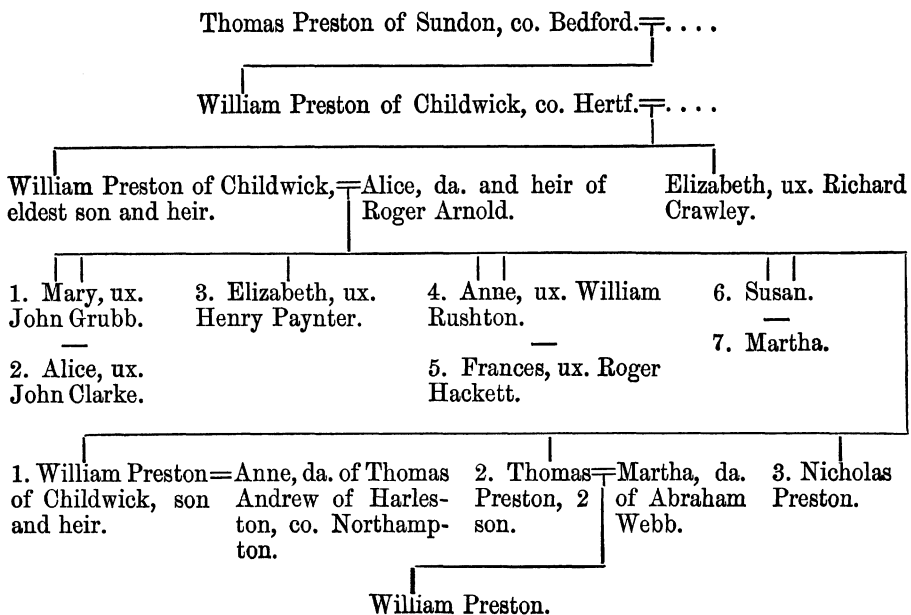 Thomas Preston of Sundon, co. Bedford.=....
William Preston of Childwick, co. Hertf.=....
William Preston of Childwick,=Alice, da. and heir of
eldest son and heir. Roger Arnold.
Elizabeth, ux. Richard
Crawley.
1. Mary, ux.
John Grubb.
2. Alice, ux.
John Clarke.
3. Elizabeth, ux.
Henry Paynter.
4. Anne, ux. William
Rushton.
5. Frances, ux. Roger
Hackett.
6. Susan.
7. Martha.
1. William Preston=
of Childwick, son
and heir.
Anne, da. of Thomas
Andrew of Harles-
ton, co. Northamp-
ton.
2. Thomas=
Preston, 2
son.
Martha, da.
of Abraham
Webb.
3. Nicholas
Preston.
William Preston.